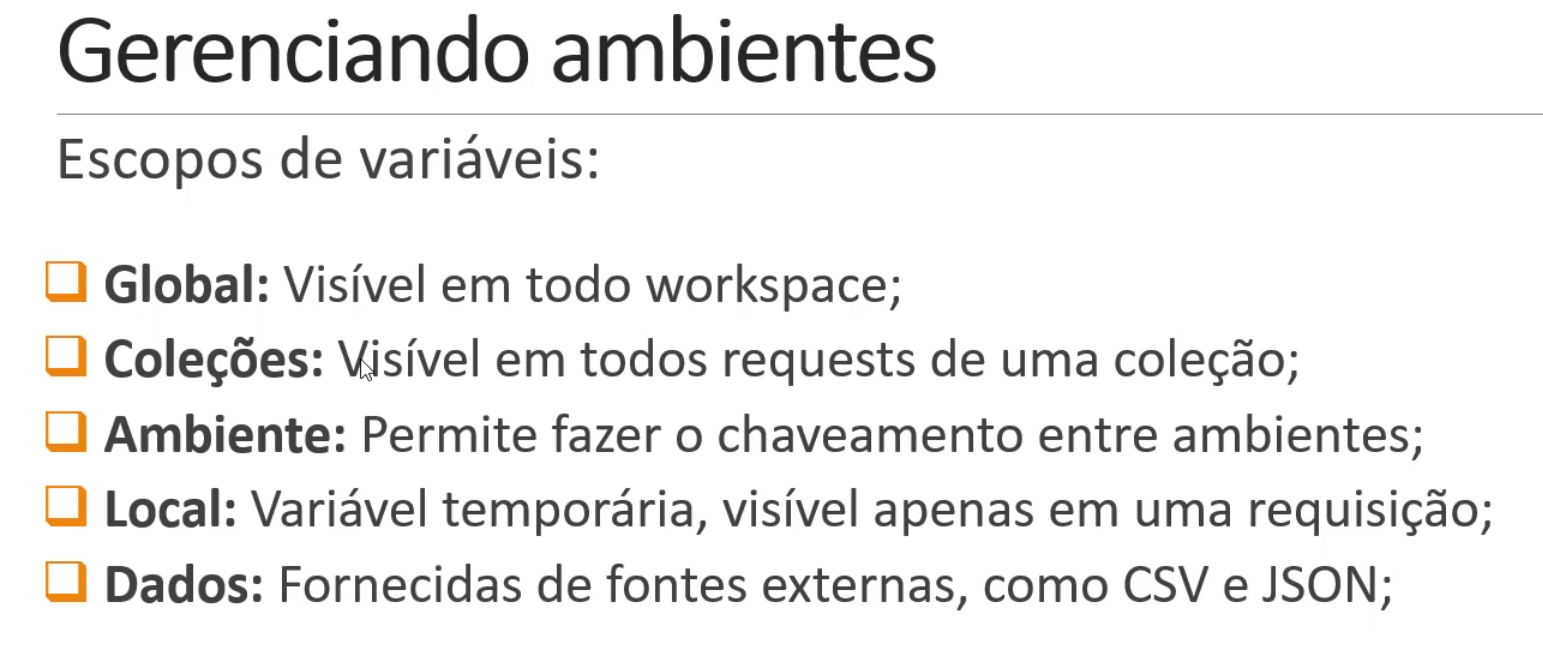 Gerenciando ambientes
Escopos de variáveis:
Global: Visível em todo workspace;
Coleções: Visível em todos requests de uma coleção;
Ambiente: Permite fazer o chaveamento entre ambientes;
Local: Variável temporária, visível apenas em uma requisição;
Dados: Fornecidas de fontes externas, como CSV e JSON;